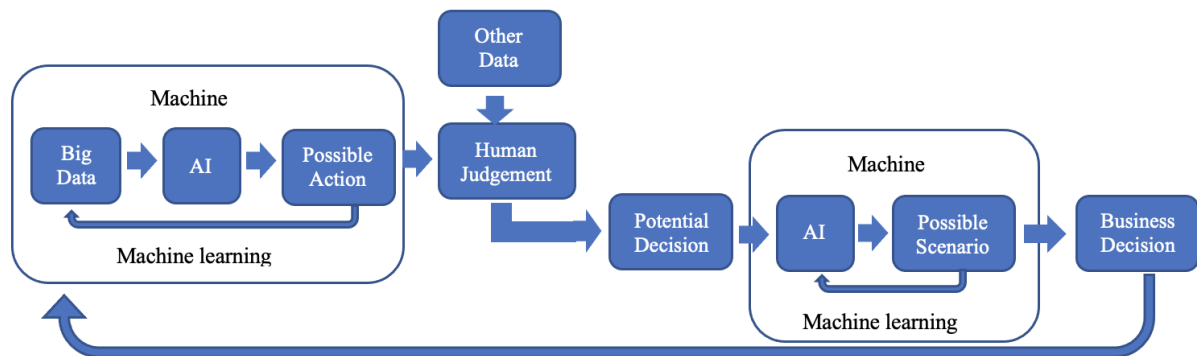 Other
Data
Machine
Big
Data
AI
Possible
Action
Machine learning
Human
Judgement
Potential
Decision
Machine
AI
Possible
Scenario
Machine learning
Business
Decision